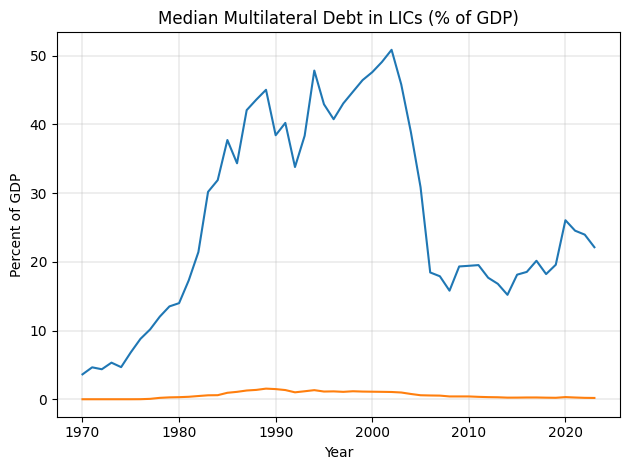 Median Multilateral Debt in LICs (% of GDP)
Percent of GDP
50
40
30
20
10
0
1970 1980 1990 2000 2010 2020
Year